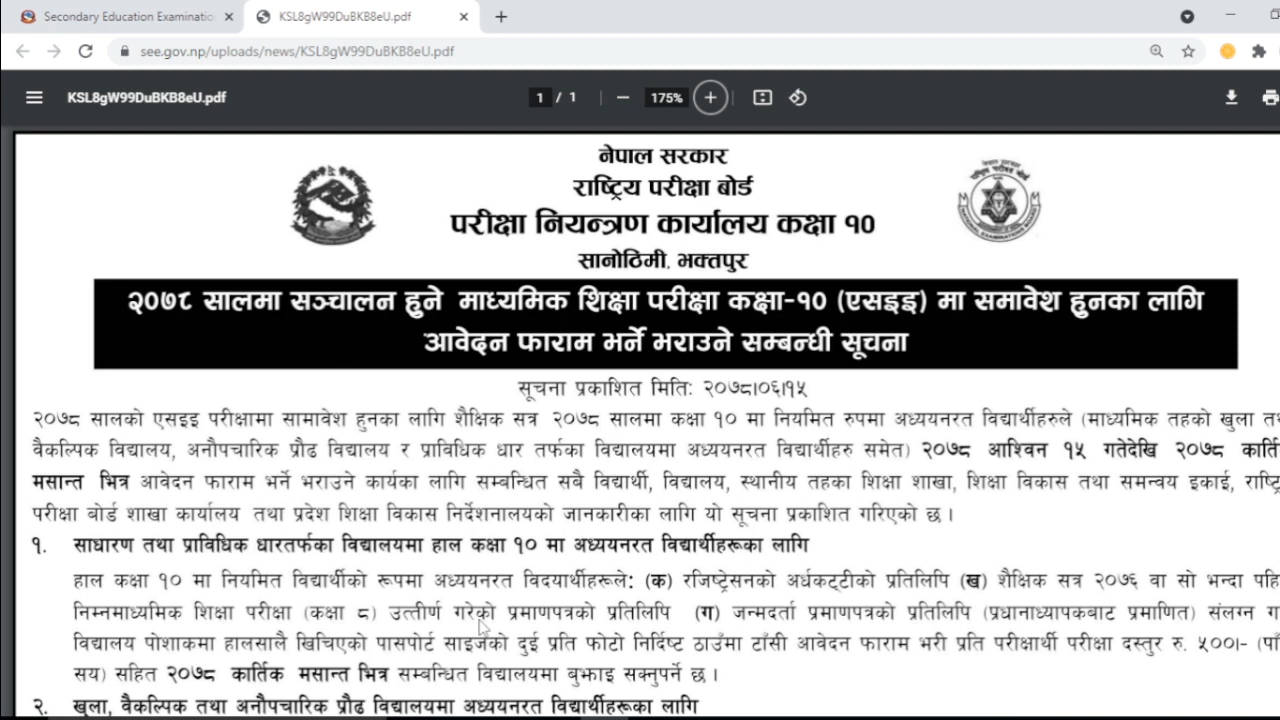 Secondary Education Examinatio
KSL8gW99DuBKB8eU.pdf
see.gov.np/uploads/news/KSL8gW99DuBKB8eU.pdf
KSL8gW99DuBKB8eU.pdf
1 / 1
175%
नेपाल सरकार
राष्ट्रिय परीक्षा बोर्ड
परीक्षा नियन्त्रण कार्यालय कक्षा १०
सानोठिमी, भक्तपुर
२०७८ सालमा सञ्चालन हुने माध्यमिक शिक्षा परीक्षा कक्षा-१० (एसइइ) मा समावेश हुनका लागि
आवेदन फाराम भर्ने भराउने सम्बन्धी सूचना
सूचना प्रकाशित मितिः २०७८।०६।१५
२०७८ सालको एसइइ परीक्षामा सामावेश हुनका लागि शैक्षिक सत्र २०७८ सालमा कक्षा १० मा नियमित रुपमा अध्ययनरत विद्यार्थीहरुले (माध्यमिक तहको खुला
वैकल्पिक विद्यालय, अनौपचारिक प्रौढ विद्यालय र प्राविधिक धार तर्फका विद्यालयमा अध्ययनरत विद्यार्थीहरु समेत) २०७८ आश्विन १५ गतेदेखि २०७८
मसान्त भित्र आवेदन फाराम भर्ने भराउने कार्यका लागि सम्बन्धित सबै विद्यार्थी, विद्यालय, स्थानीय तहका शिक्षा शाखा, शिक्षा विकास तथा समन्वय इकाई,
परीक्षा बोर्ड शाखा कार्यालय तथा प्रदेश शिक्षा विकास निर्देशनालयको जानकारीका लागि यो सूचना प्रकाशित गरिएको छ ।
१. साधारण तथा प्राविधिक धारतर्फका विद्यालयमा हाल कक्षा १० मा अध्ययनरत विद्यार्थीहरूका लागि
हाल कक्षा १० मा नियमित विद्यार्थीको रूपमा अध्ययनरत विदयार्थीहरूले: (क) रजिष्ट्रेसनको अर्धकट्टीको प्रतिलिपि (ख) शैक्षिक सत्र २०७६ वा सो भन्दा
निम्नमाध्यमिक शिक्षा परीक्षा (कक्षा ८) उत्तीर्ण गरेको प्रमाणपत्रको प्रतिलिपि (ग) जन्मदर्ता प्रमाणपत्रको प्रतिलिपि (प्रधानाध्यापकबाट प्रमाणित) संलग्न
विद्यालय पोशाकमा हालसालै खिचिएको पासपोर्ट साइजको दुई प्रति फोटो निर्दिष्ट ठाउँमा टाँसी आवेदन फाराम भरी प्रति परीक्षार्थी परीक्षा दस्तुर रु. ५००।-
सय) सहित २०७८ कार्तिक मसान्त भित्र सम्बन्धित विद्यालयमा बुझाइ सक्नुपर्ने छ ।
२. खुला, वैकल्पिक तथा अनौपचारिक प्रौढ विद्यालयमा अध्ययनरत विद्यार्थीहरूका लागि